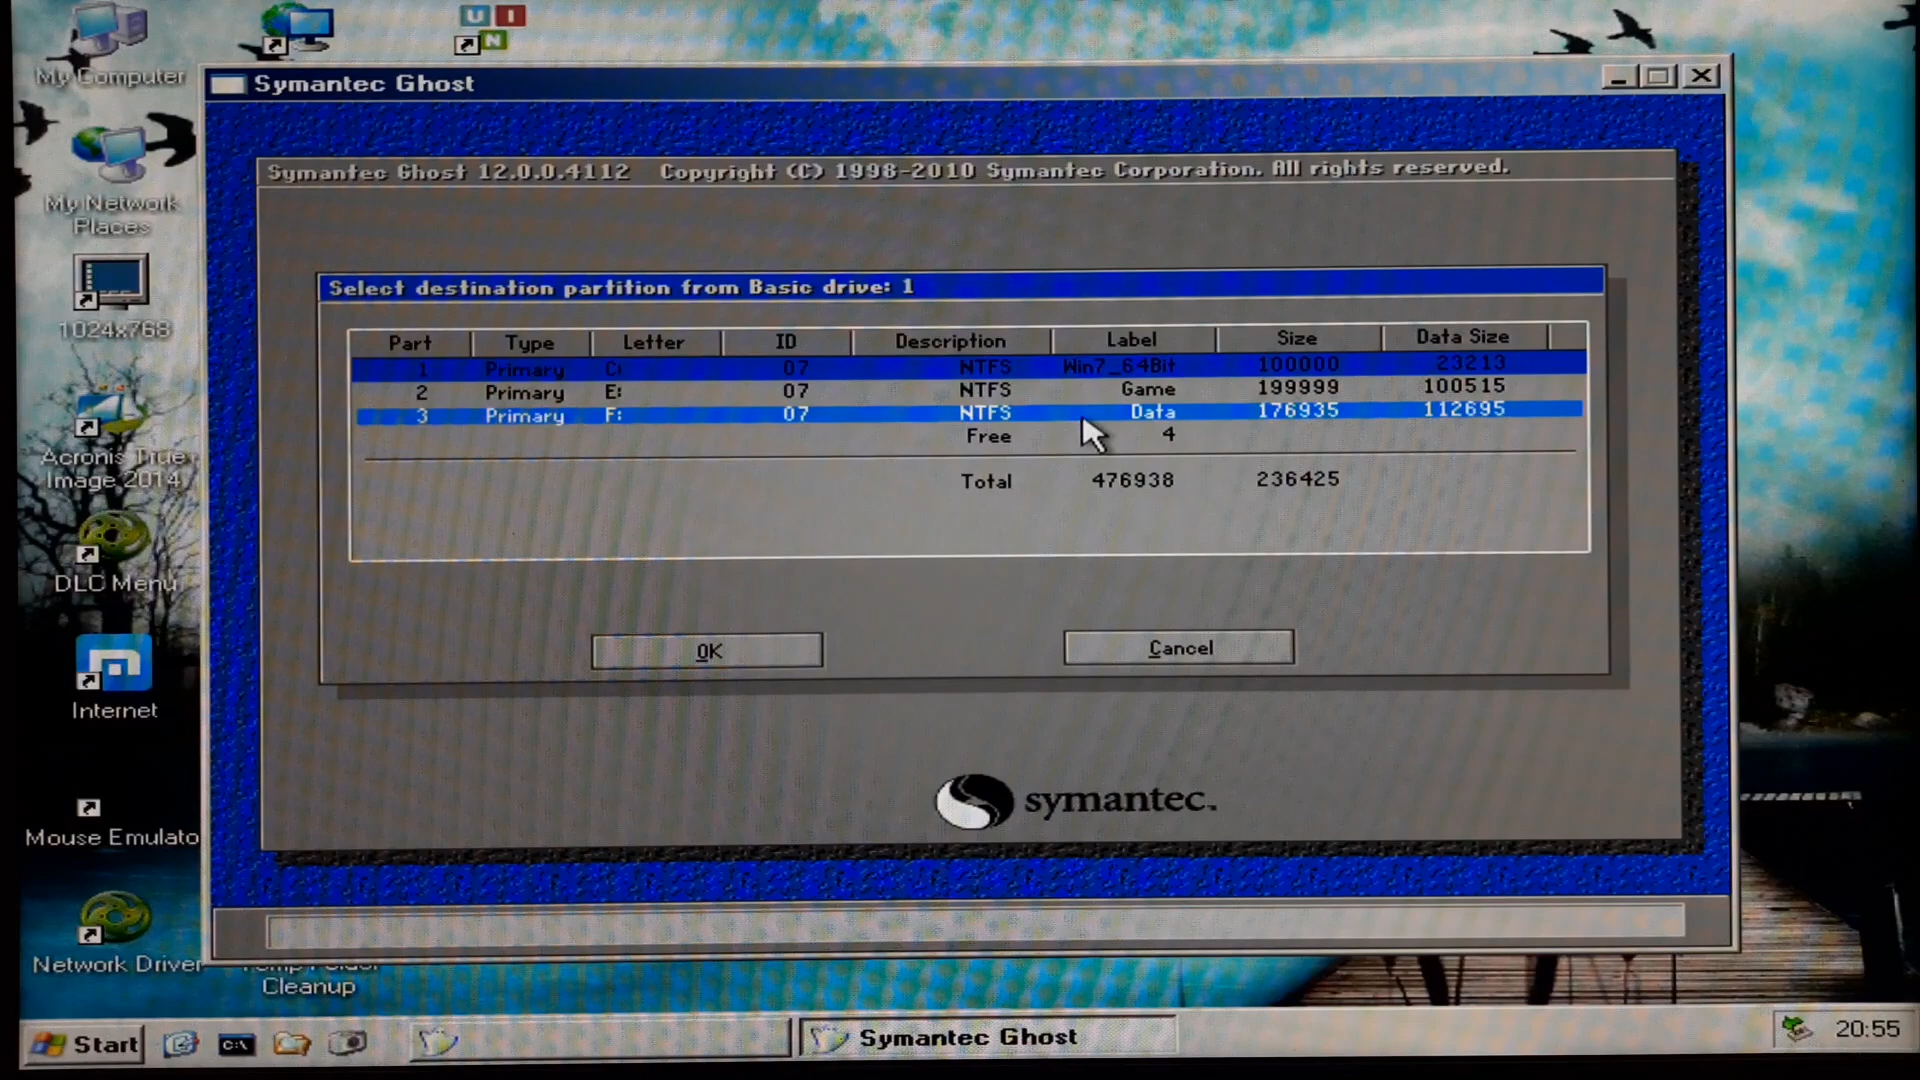 My Computer
U I
N
Symantec Ghost
Symantec Ghost 12.0.0.4112 Copyright (C) 1998-2010 Symantec Corporation. All rights reserved.
My Network
Places
Select destination partition from Basic drive: 1
1024x768
Part Type Letter ID Description Label Size Data Size
1 Primary C: 07 NTFS Win7_64Bit 100000 23213
2 Primary E: 07 NTFS Game 199999 100515
3 Primary F: 07 NTFS Data 176935 112695
Free 4
Total 476938 236425
Acronis True
Image 2014
DLC Menu
OK Cancel
Internet
symantec.
Mouse Emulato
Network Driver
Temp Folder
Cleanup
Start
C:\
Symantec Ghost
20:55